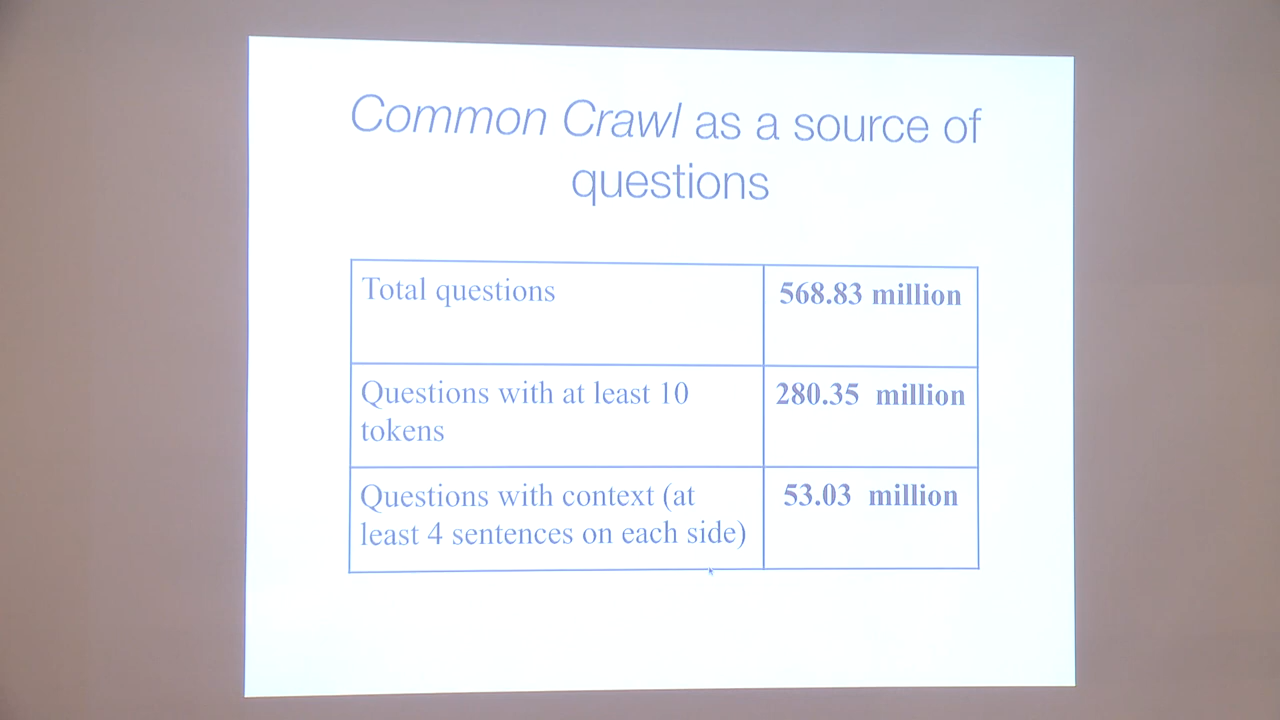 Common Crawl as a source of
questions
Total questions
568.83 million
Questions with at least 10
tokens
280.35 million
Questions with context (at
least 4 sentences on each side)
53.03 million